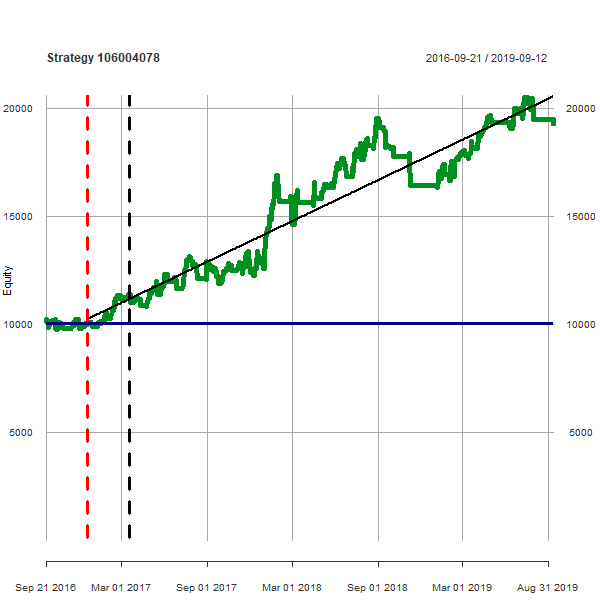 Strategy 106004078
2016-09-21 / 2019-09-12
20000
20000
15000
15000
Equity
10000
10000
5000
5000
Sep 21 2016
Mar 01 2017
Sep 01 2017
Mar 01 2018
Sep 01 2018
Mar 01 2019
Aug 31 2019